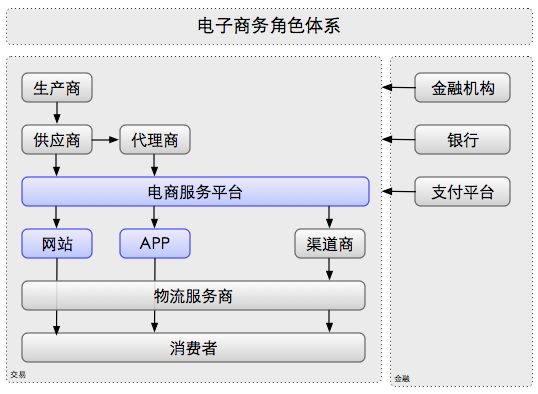 电子商务角色体系
生产商
金融机构
供应商
代理商
银行
电商服务平台
支付平台
网站
APP
渠道商
物流服务商
消费者
交易
金融